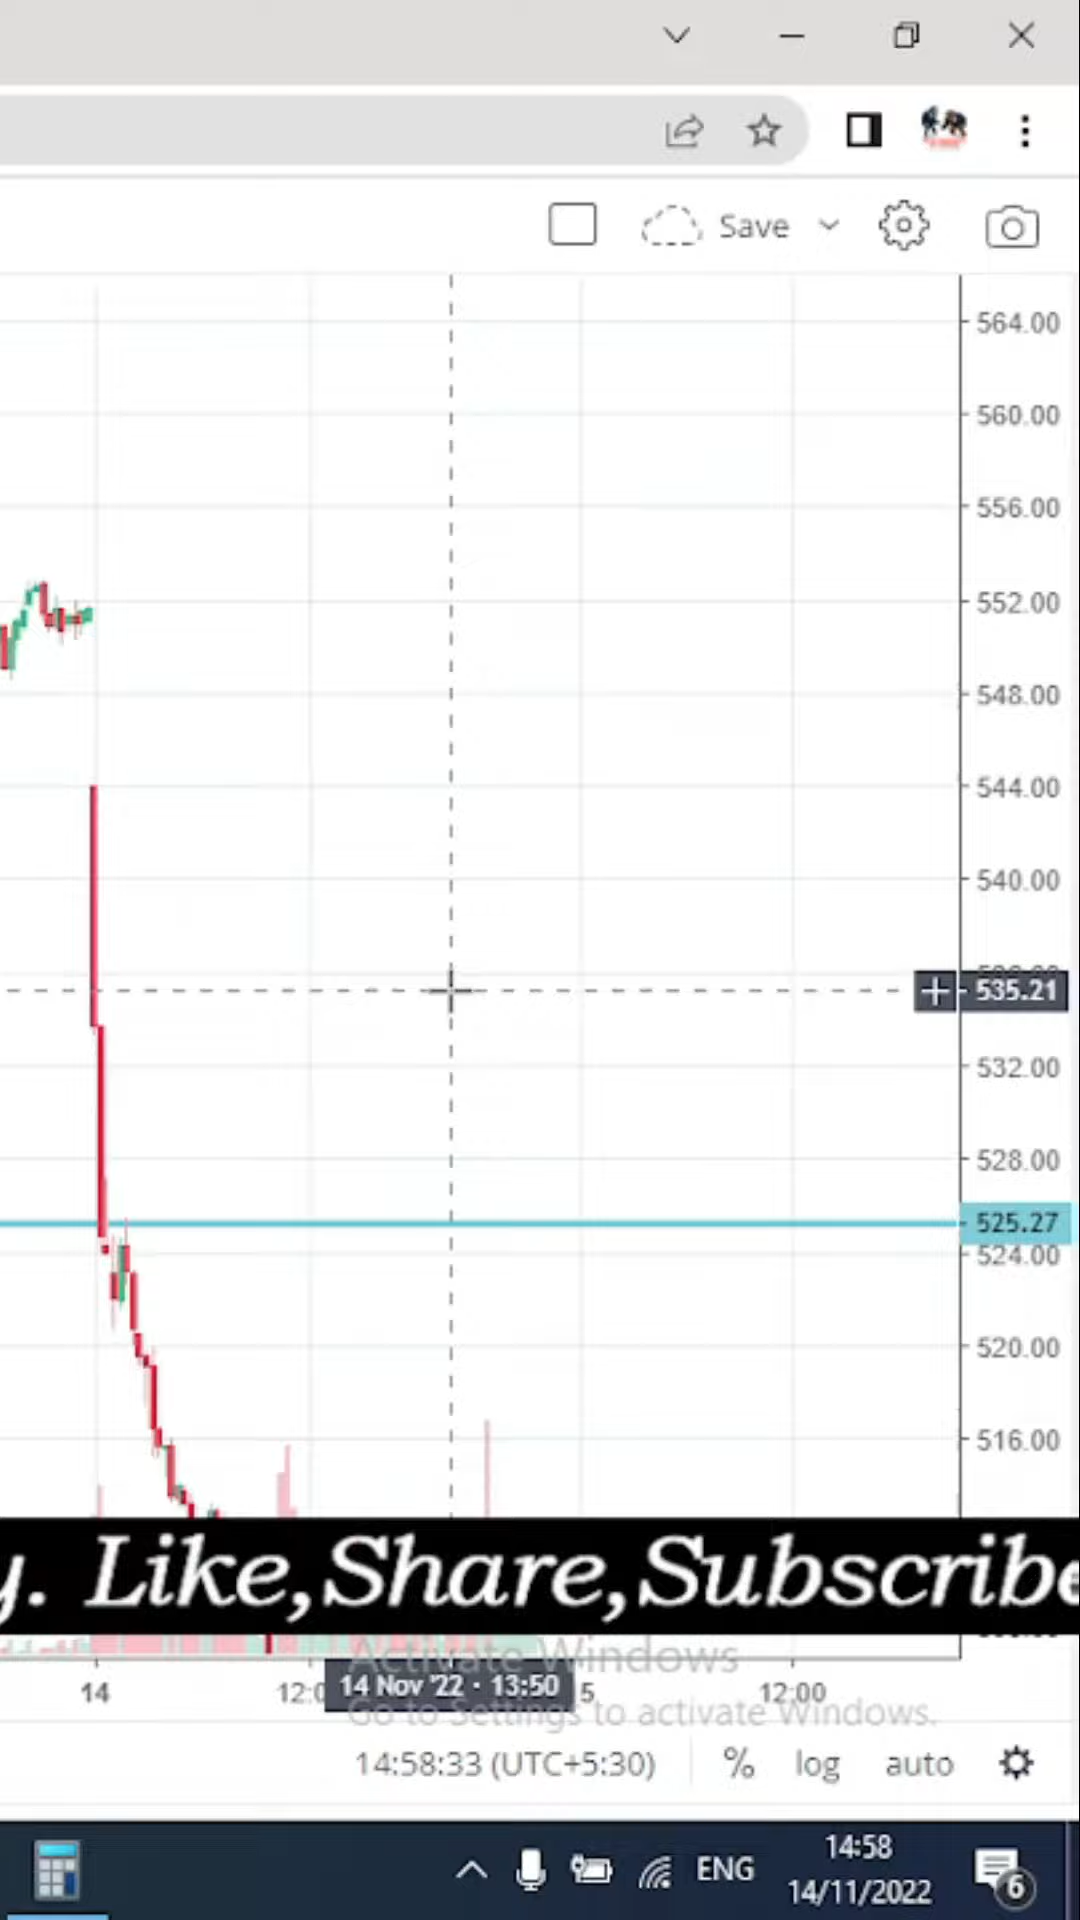 Save
564.00
560.00
556.00
552.00
548.00
544.00
540.00
535.21
532.00
528.00
525.27
524.00
520.00
516.00
y. Like,Share,Subscribe
Activate Windows
14 12:0 14 Nov '22 · 13:50 5 12:00
Go to Settings to activate Windows.
14:58:33 (UTC+5:30) % log auto
14:58
ENG
14/11/2022
6